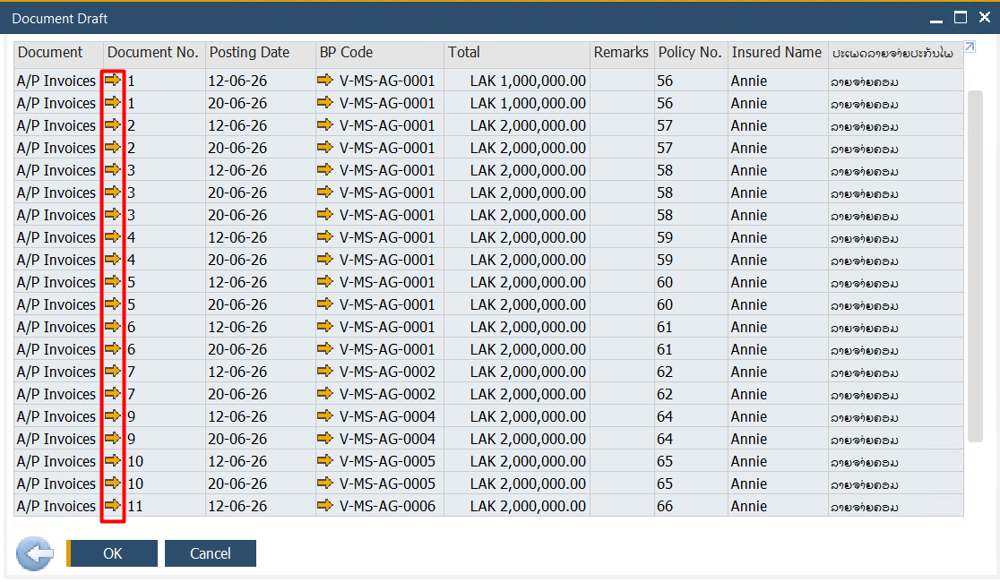 Document Draft
Document Document No. Posting Date BP Code Total Remarks Policy No. Insured Name ປະເພດລາຍຈ່າຍປະກັນໄພ
A/P Invoices 1 12-06-26 V-MS-AG-0001 LAK 1,000,000.00 56 Annie ລາຍຈ່າຍຄອມ
A/P Invoices 1 20-06-26 V-MS-AG-0001 LAK 1,000,000.00 56 Annie ລາຍຈ່າຍຄອມ
A/P Invoices 2 12-06-26 V-MS-AG-0001 LAK 2,000,000.00 57 Annie ລາຍຈ່າຍຄອມ
A/P Invoices 2 20-06-26 V-MS-AG-0001 LAK 2,000,000.00 57 Annie ລາຍຈ່າຍຄອມ
A/P Invoices 3 12-06-26 V-MS-AG-0001 LAK 2,000,000.00 58 Annie ລາຍຈ່າຍຄອມ
A/P Invoices 3 20-06-26 V-MS-AG-0001 LAK 2,000,000.00 58 Annie ລາຍຈ່າຍຄອມ
A/P Invoices 3 20-06-26 V-MS-AG-0001 LAK 2,000,000.00 58 Annie ລາຍຈ່າຍຄອມ
A/P Invoices 4 12-06-26 V-MS-AG-0001 LAK 2,000,000.00 59 Annie ລາຍຈ່າຍຄອມ
A/P Invoices 4 20-06-26 V-MS-AG-0001 LAK 2,000,000.00 59 Annie ລາຍຈ່າຍຄອມ
A/P Invoices 5 12-06-26 V-MS-AG-0001 LAK 2,000,000.00 60 Annie ລາຍຈ່າຍຄອມ
A/P Invoices 5 20-06-26 V-MS-AG-0001 LAK 2,000,000.00 60 Annie ລາຍຈ່າຍຄອມ
A/P Invoices 6 12-06-26 V-MS-AG-0001 LAK 2,000,000.00 61 Annie ລາຍຈ່າຍຄອມ
A/P Invoices 6 20-06-26 V-MS-AG-0001 LAK 2,000,000.00 61 Annie ລາຍຈ່າຍຄອມ
A/P Invoices 7 12-06-26 V-MS-AG-0002 LAK 2,000,000.00 62 Annie ລາຍຈ່າຍຄອມ
A/P Invoices 7 20-06-26 V-MS-AG-0002 LAK 2,000,000.00 62 Annie ລາຍຈ່າຍຄອມ
A/P Invoices 9 12-06-26 V-MS-AG-0004 LAK 2,000,000.00 64 Annie ລາຍຈ່າຍຄອມ
A/P Invoices 9 20-06-26 V-MS-AG-0004 LAK 2,000,000.00 64 Annie ລາຍຈ່າຍຄອມ
A/P Invoices 10 12-06-26 V-MS-AG-0005 LAK 2,000,000.00 65 Annie ລາຍຈ່າຍຄອມ
A/P Invoices 10 20-06-26 V-MS-AG-0005 LAK 2,000,000.00 65 Annie ລາຍຈ່າຍຄອມ
A/P Invoices 11 12-06-26 V-MS-AG-0006 LAK 2,000,000.00 66 Annie ລາຍຈ່າຍຄອມ
OK Cancel